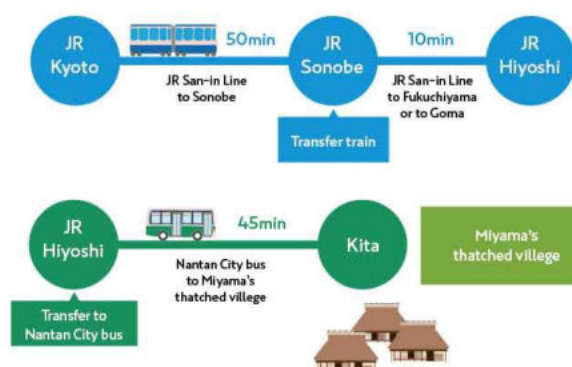 JR
Kyoto
50min
JR San-in Line
to Sonobe
JR
Sonobe
Transfer train
10min
JR San-in Line
to Fukuchiyama
or to Goma
JR
Hiyoshi
JR
Hiyoshi
Transfer to
Nantan City bus
45min
Nantan City bus
to Miyama's
thatched villege
Kita
Miyama's
thatched villege